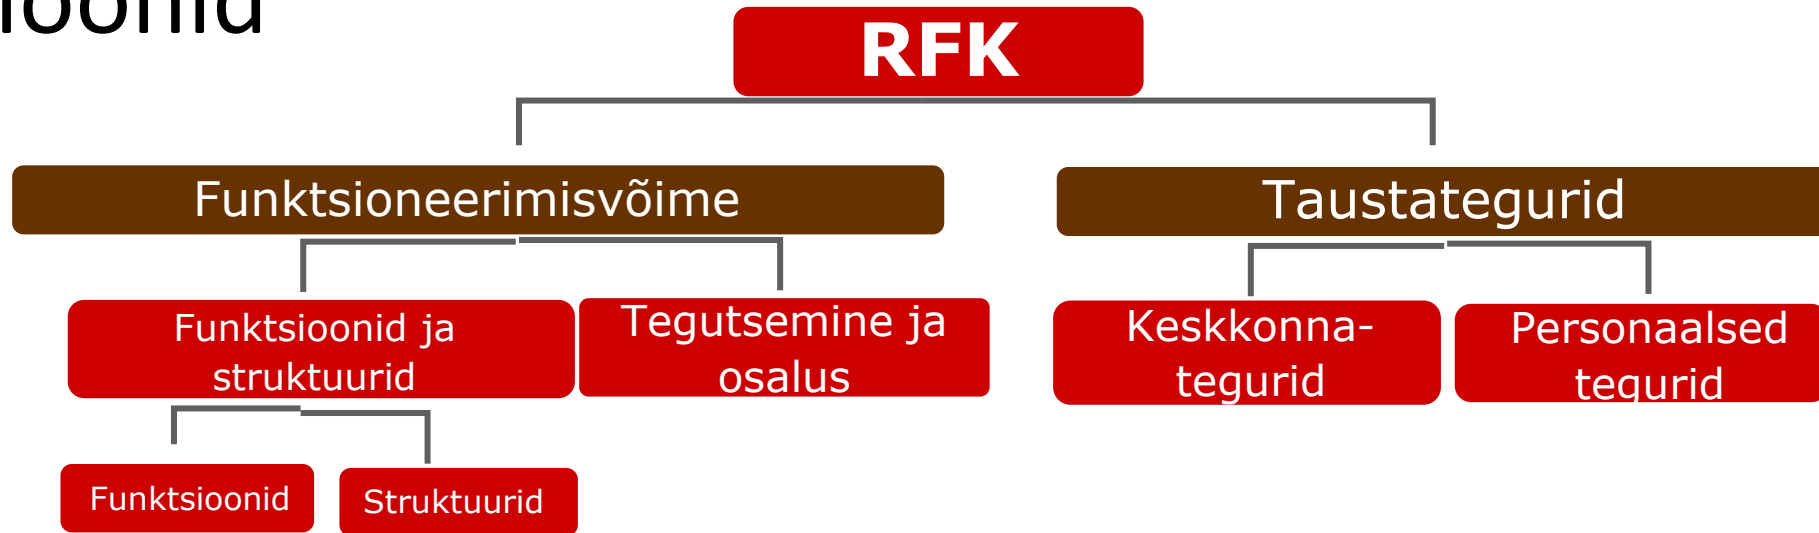 RFK
Funktsioneerimisvõime
Taustategurid
Funktsioonid ja
struktuurid
Tegutsemine ja
osalus
Keskkonna-
tegurid
Personaalsed
tegurid
Funktsioonid
Struktuurid